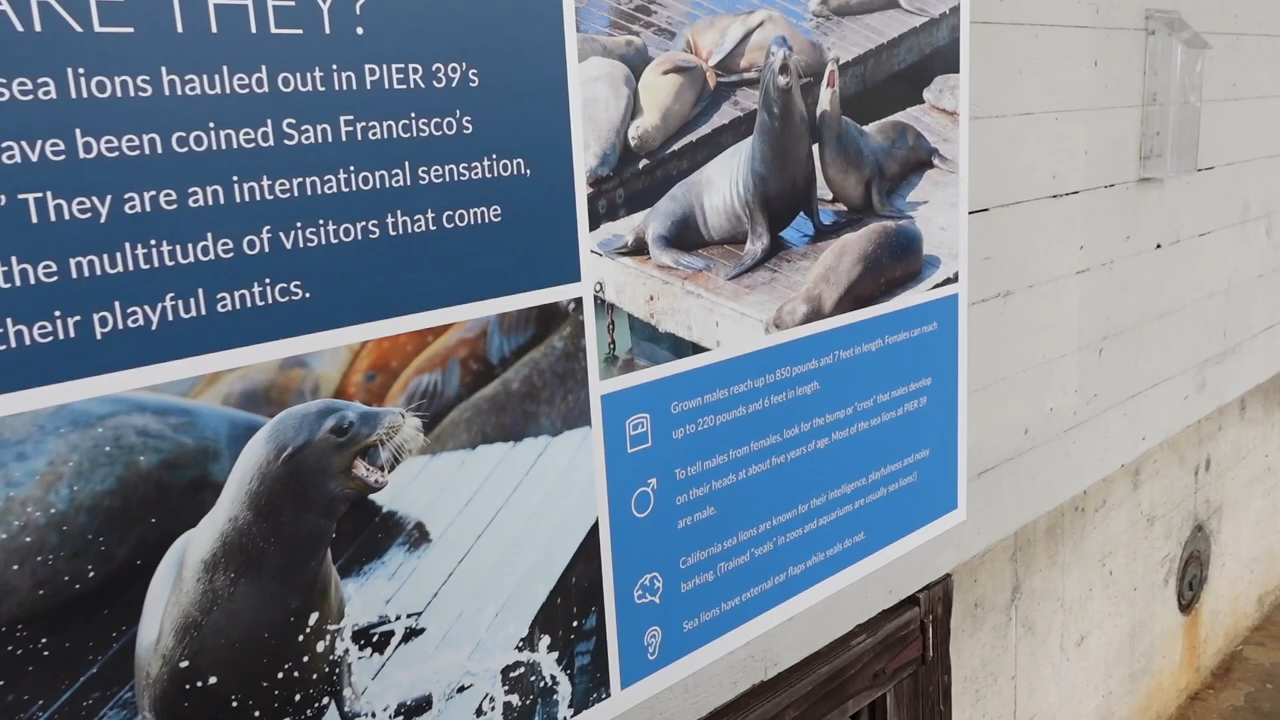 ARE THEY?
sea lions hauled out in PIER 39's
ave been coined San Francisco's
" They are an international sensation,
the multitude of visitors that come
their playful antics.
Grown males reach up to 850 pounds and 7 feet in length. Females can reach
up to 220 pounds and 6 feet in length.
To tell males from females, look for the bump or "crest" that males develop
on their heads at about five years of age. Most of the sea lions at PIER 39
are male.
California sea lions are known for their intelligence, playfulness and noisy
barking. (Trained "seals" in zoos and aquariums are usually sea lions!)
Sea lions have external ear flaps while seals do not.